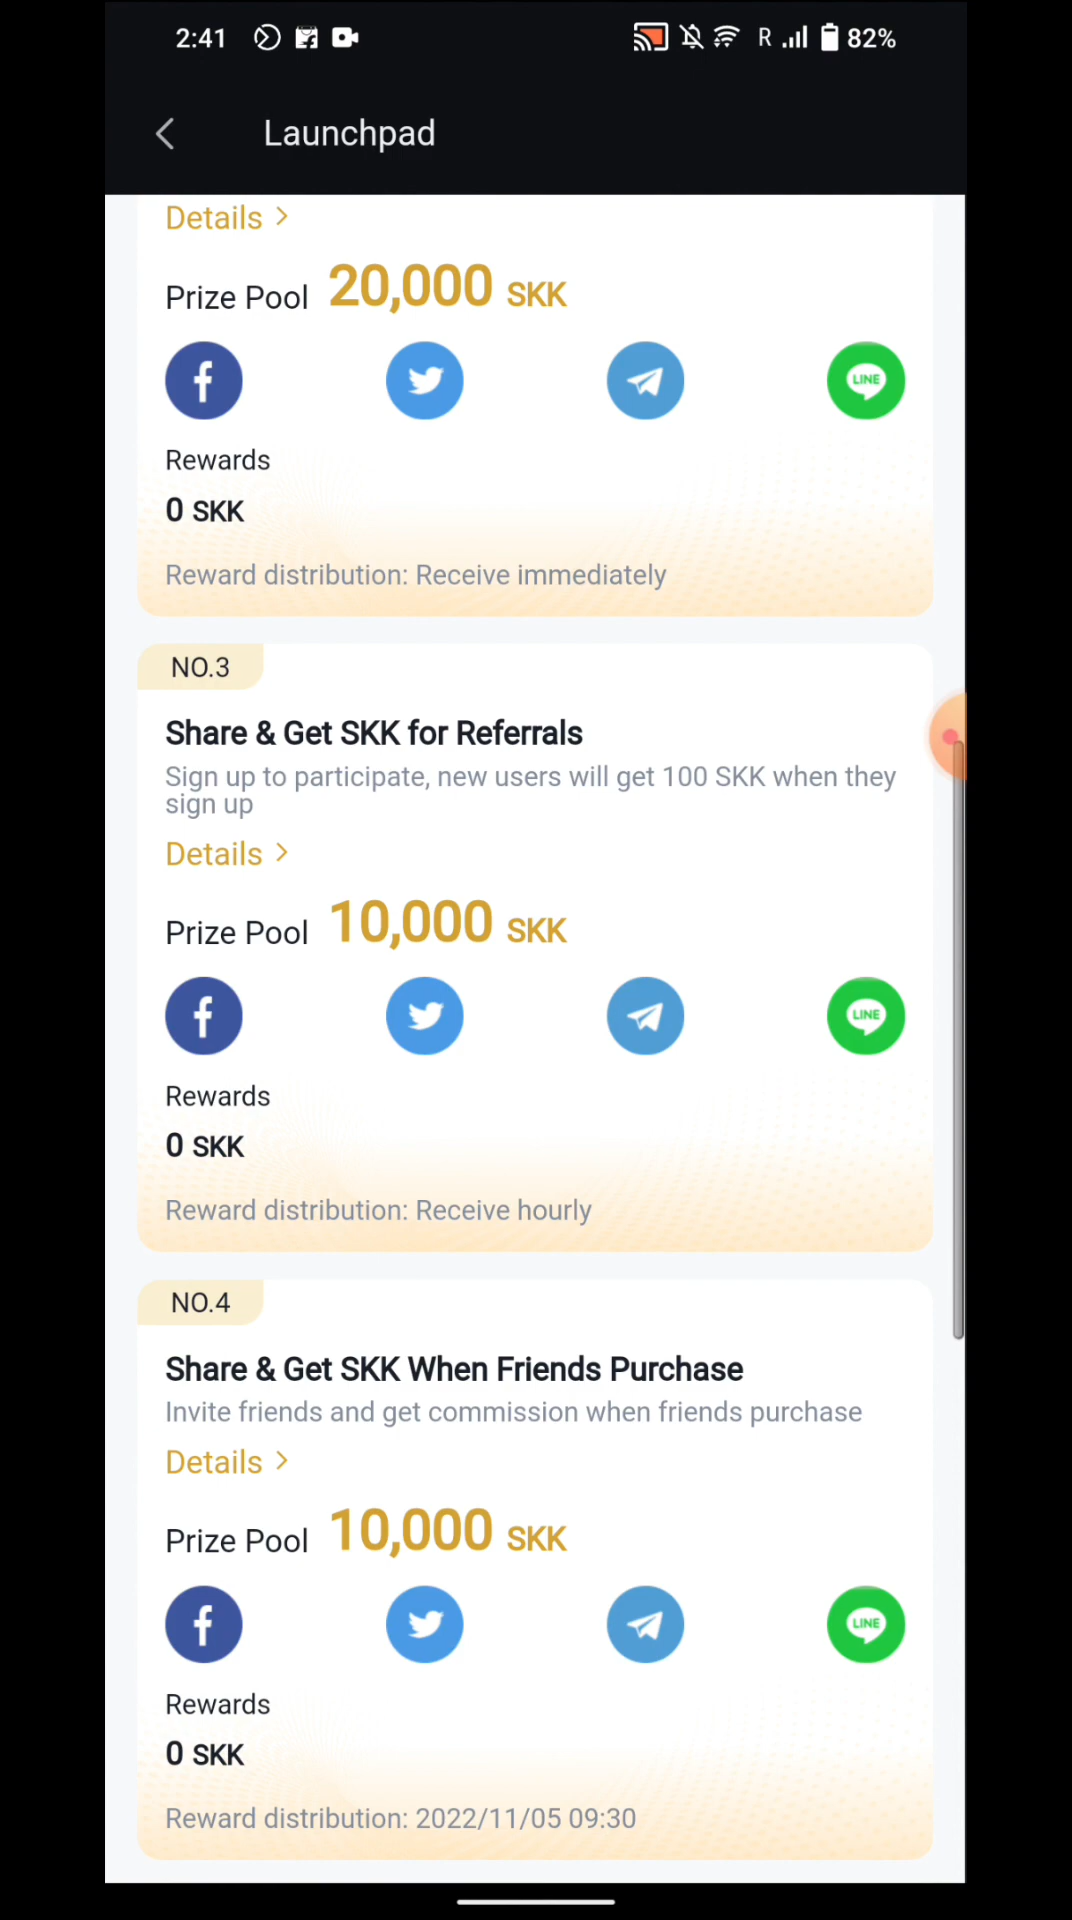 2:41
R
82%
Launchpad
Details
Prize Pool 20,000 SKK
LINE
Rewards
0 SKK
Reward distribution: Receive immediately
NO.3
Share & Get SKK for Referrals
Sign up to participate, new users will get 100 SKK when they
sign up
Details
Prize Pool 10,000 SKK
LINE
Rewards
0 SKK
Reward distribution: Receive hourly
NO.4
Share & Get SKK When Friends Purchase
Invite friends and get commission when friends purchase
Details
Prize Pool 10,000 SKK
LINE
Rewards
0 SKK
Reward distribution: 2022/11/05 09:30